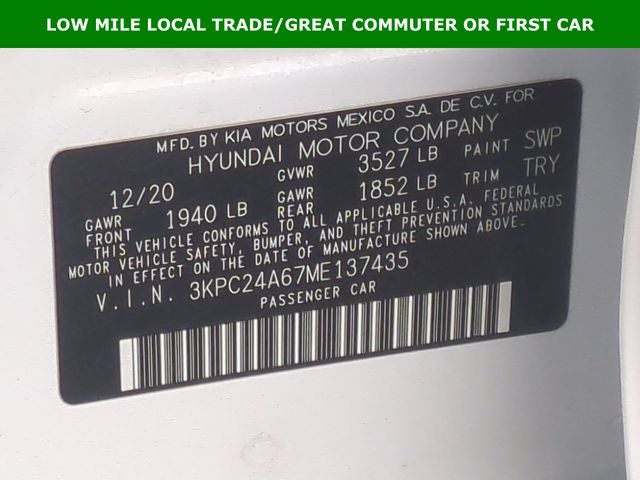 LOW MILE LOCAL TRADE/GREAT COMMUTER OR FIRST CAR
MFD. BY KIA MOTORS MEXICO S.A. DE C.V. FOR
HYUNDAI MOTOR COMPANY
12/20 GVWR 3527 LB PAINT SWP
GAWR FRONT 1940 LB GAWR REAR 1852 LB TRIM TRY
THIS VEHICLE CONFORMS TO ALL APPLICABLE U.S.A. FEDERAL
MOTOR VEHICLE SAFETY, BUMPER, AND THEFT PREVENTION STANDARDS
IN EFFECT ON THE DATE OF MANUFACTURE SHOWN ABOVE.
V.I.N. 3KPC24A67ME137435
PASSENGER CAR